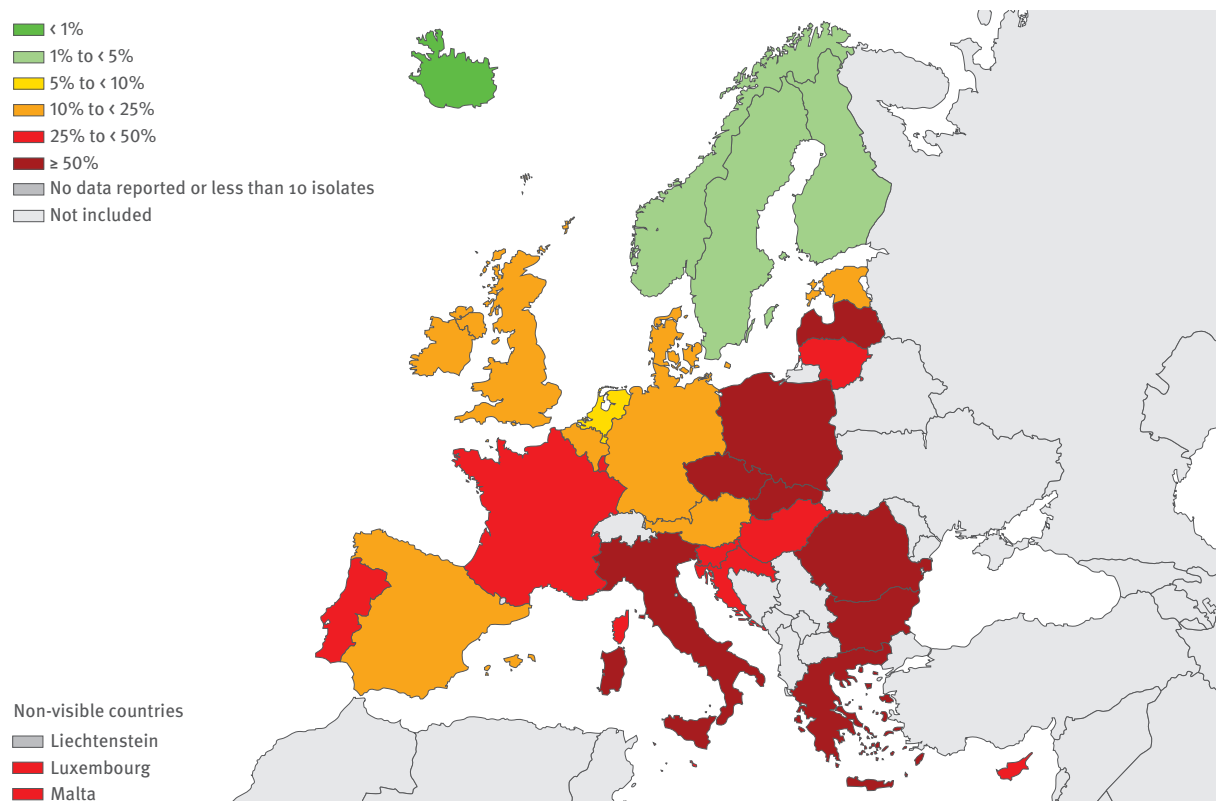 < 1%
1% to < 5%
5% to < 10%
10% to < 25%
25% to < 50%
≥ 50%
No data reported or less than 10 isolates
Not included
Non-visible countries
Liechtenstein
Luxembourg
Malta